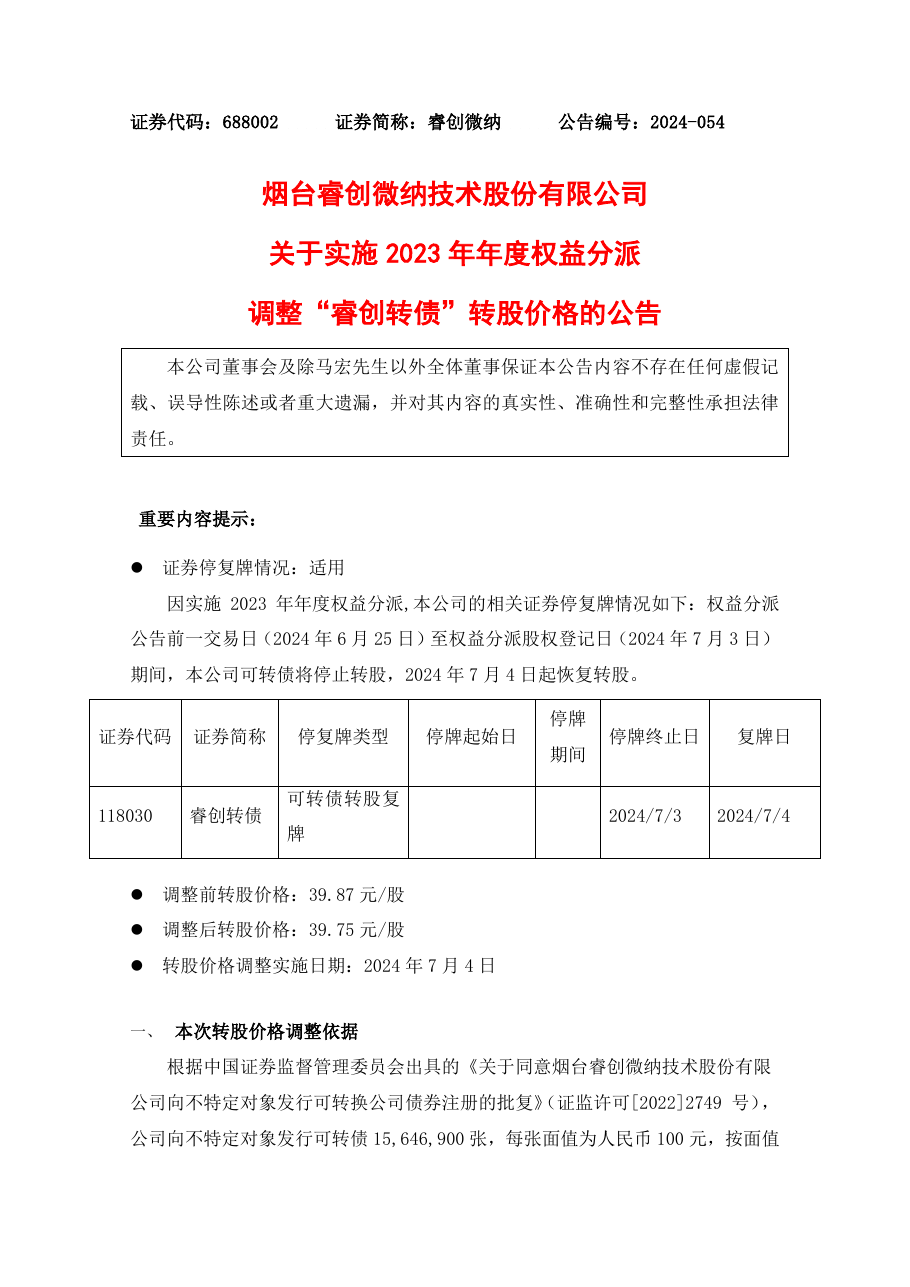 证券代码：688002 证券简称：睿创微纳 公告编号：2024-054
烟台睿创微纳技术股份有限公司
关于实施 2023 年年度权益分派
调整“睿创转债”转股价格的公告
本公司董事会及除马宏先生以外全体董事保证本公告内容不存在任何虚假记
载、误导性陈述或者重大遗漏，并对其内容的真实性、准确性和完整性承担法律
责任。
重要内容提示：
● 证券停复牌情况：适用
因实施 2023 年年度权益分派,本公司的相关证券停复牌情况如下：权益分派
公告前一交易日（2024 年 6 月 25 日）至权益分派股权登记日（2024 年 7 月 3 日）
期间，本公司可转债将停止转股，2024 年 7 月 4 日起恢复转股。
证券代码 证券简称 停复牌类型 停牌起始日 停牌 停牌终止日 复牌日
期间
118030 睿创转债 可转债转股复 2024/7/3 2024/7/4
牌
● 调整前转股价格：39.87 元/股
● 调整后转股价格：39.75 元/股
● 转股价格调整实施日期：2024 年 7 月 4 日
一、 本次转股价格调整依据
根据中国证券监督管理委员会出具的《关于同意烟台睿创微纳技术股份有限
公司向不特定对象发行可转换公司债券注册的批复》（证监许可[2022]2749 号），
公司向不特定对象发行可转债 15,646,900 张，每张面值为人民币 100 元，按面值